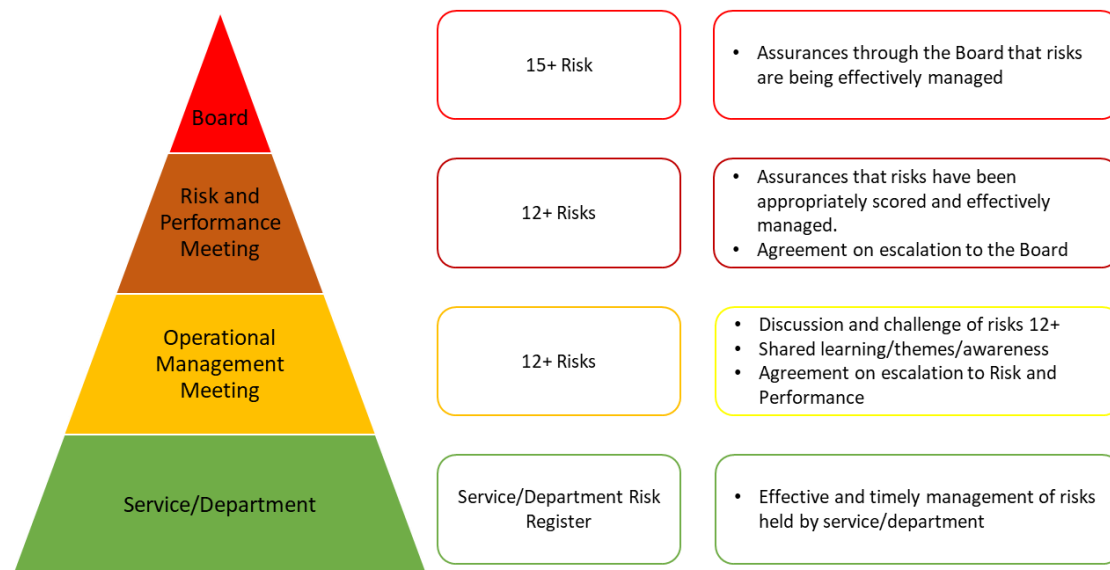 Board
15+ Risk
• Assurances through the Board that risks
are being effectively managed
Risk and
Performance
Meeting
12+ Risks
• Assurances that risks have been
appropriately scored and effectively
managed.
• Agreement on escalation to the Board
Operational
Management
Meeting
12+ Risks
• Discussion and challenge of risks 12+
• Shared learning/themes/awareness
• Agreement on escalation to Risk and
Performance
Service/Department
Service/Department Risk
Register
• Effective and timely management of risks
held by service/department